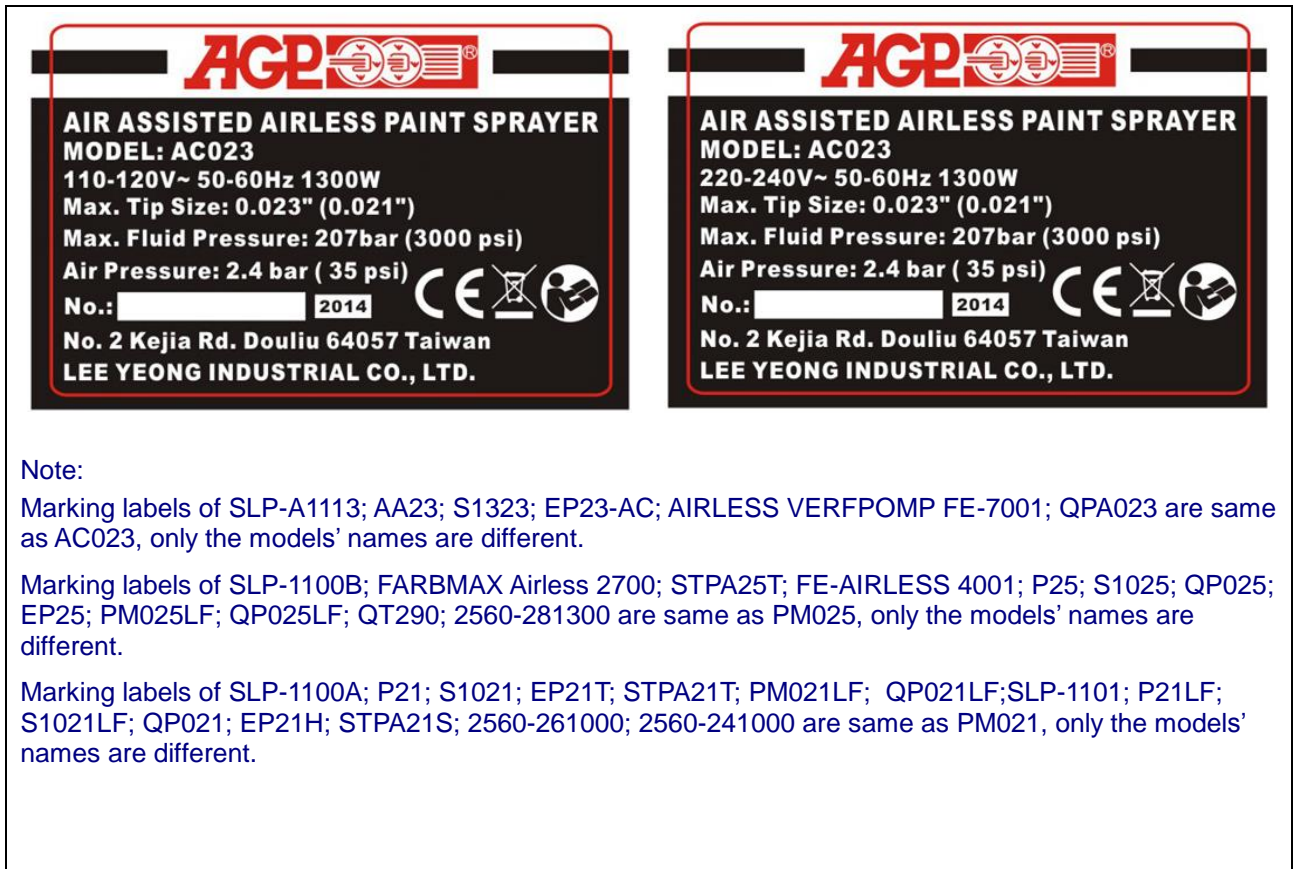 AGP ®
AIR ASSISTED AIRLESS PAINT SPRAYER
MODEL: AC023
110-120V~ 50-60Hz 1300W
Max. Tip Size: 0.023" (0.021")
Max. Fluid Pressure: 207bar (3000 psi)
Air Pressure: 2.4 bar ( 35 psi)
CE
No.: 2014
No. 2 Kejia Rd. Douliu 64057 Taiwan
LEE YEONG INDUSTRIAL CO., LTD.
AGP ®
AIR ASSISTED AIRLESS PAINT SPRAYER
MODEL: AC023
220-240V~ 50-60Hz 1300W
Max. Tip Size: 0.023" (0.021")
Max. Fluid Pressure: 207bar (3000 psi)
Air Pressure: 2.4 bar ( 35 psi)
CE
No.: 2014
No. 2 Kejia Rd. Douliu 64057 Taiwan
LEE YEONG INDUSTRIAL CO., LTD.
Note:
Marking labels of SLP-A1113; AA23; S1323; EP23-AC; AIRLESS VERFPOMP FE-7001; QPA023 are same
as AC023, only the models’ names are different.
Marking labels of SLP-1100B; FARBMAX Airless 2700; STPA25T; FE-AIRLESS 4001; P25; S1025; QP025;
EP25; PM025LF; QP025LF; QT290; 2560-281300 are same as PM025, only the models’ names are
different.
Marking labels of SLP-1100A; P21; S1021; EP21T; STPA21T; PM021LF; QP021LF;SLP-1101; P21LF;
S1021LF; QP021; EP21H; STPA21S; 2560-261000; 2560-241000 are same as PM021, only the models’
names are different.